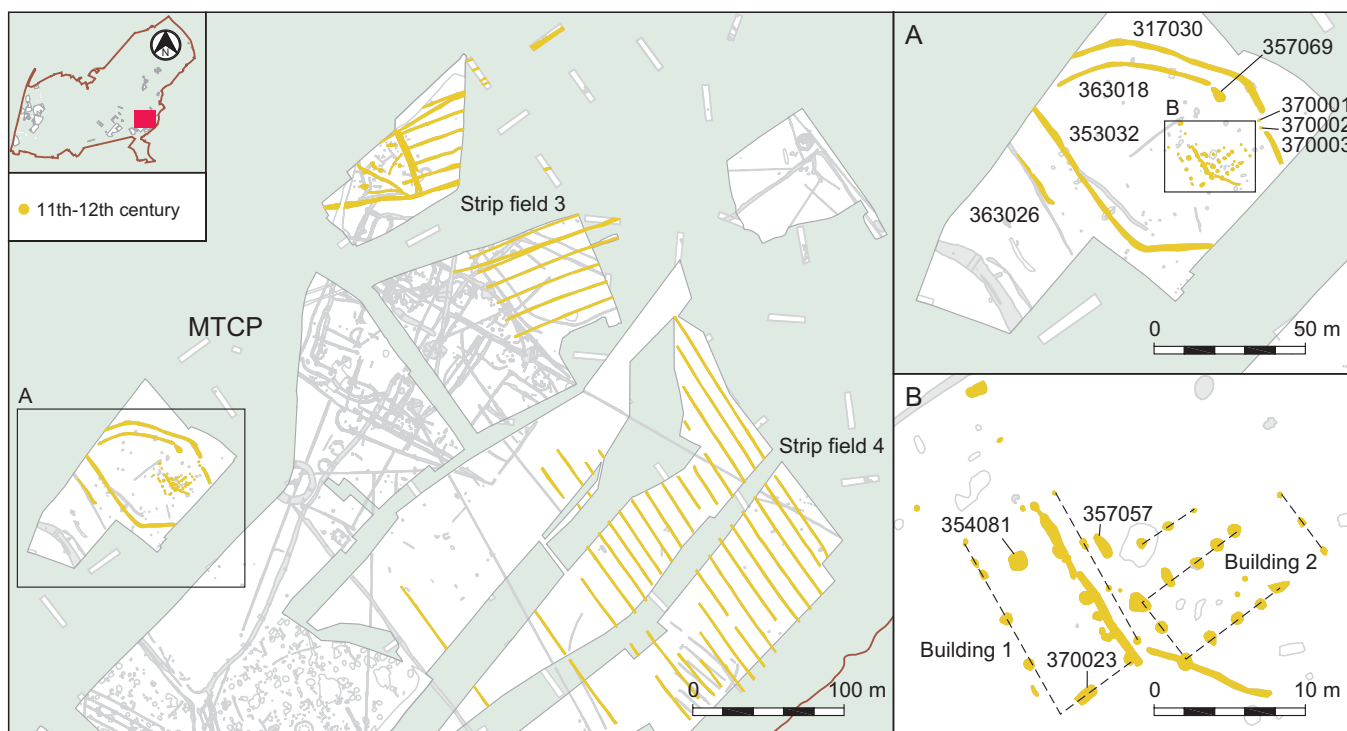 N
11th-12th century
MTCP
Strip field 3
Strip field 4
A
0
100 m
A
317030
357069
363018
370001
B
370002
353032
370003
363026
0
50 m
B
354081
357057
Building 2
Building 1
370023
0
10 m